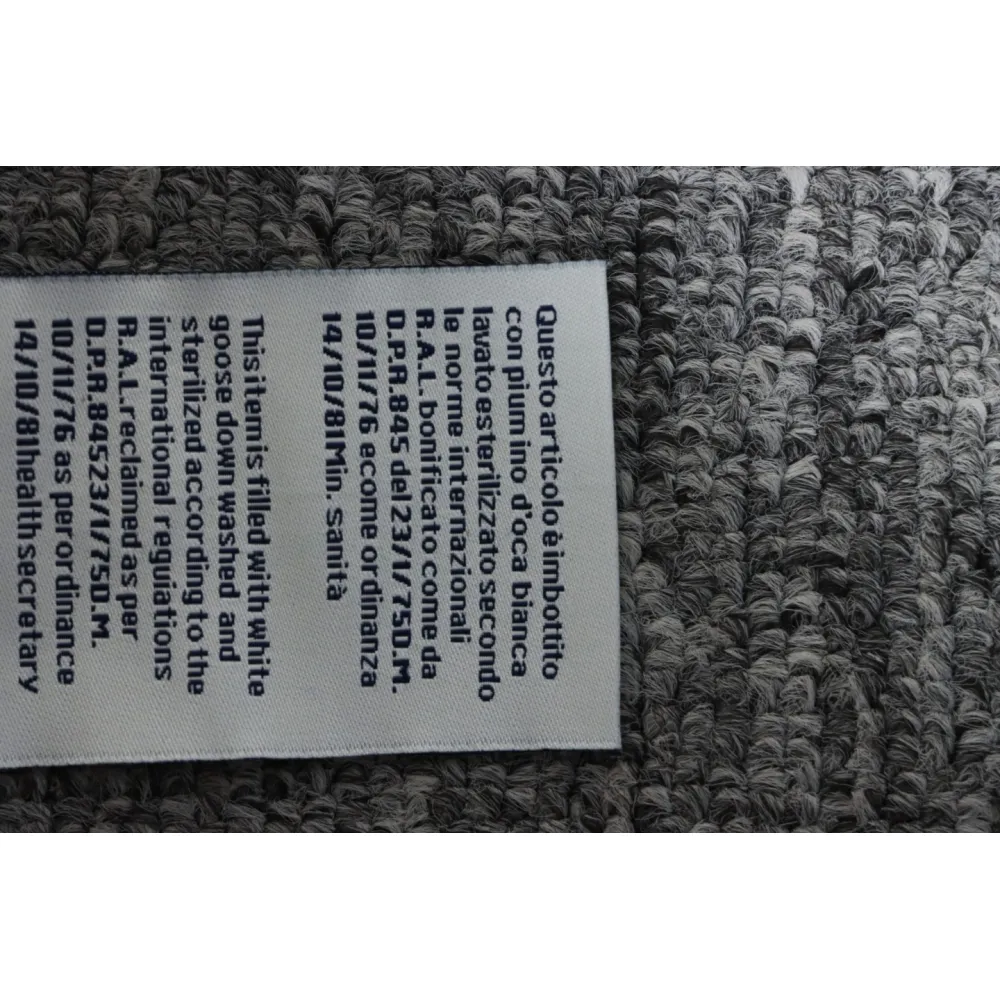 Questo articolo è imbottito
con piumino d'oca bianca
lavato e sterilizzato secondo
le norme internazionali
R.A.L. bonificato come da
D.P.R. 845 del 23/1/75 D.M.
10/11/76 e come ordinanza
14/10/81 Min. sanità
This item is filled with white
goose down washed and
sterilized according to the
international reguiations
R.A.L. reclaimed as per
D.P.R. 845 23/1/75 D.M.
10/11/76 as per ordinance
14/10/81 health secretary